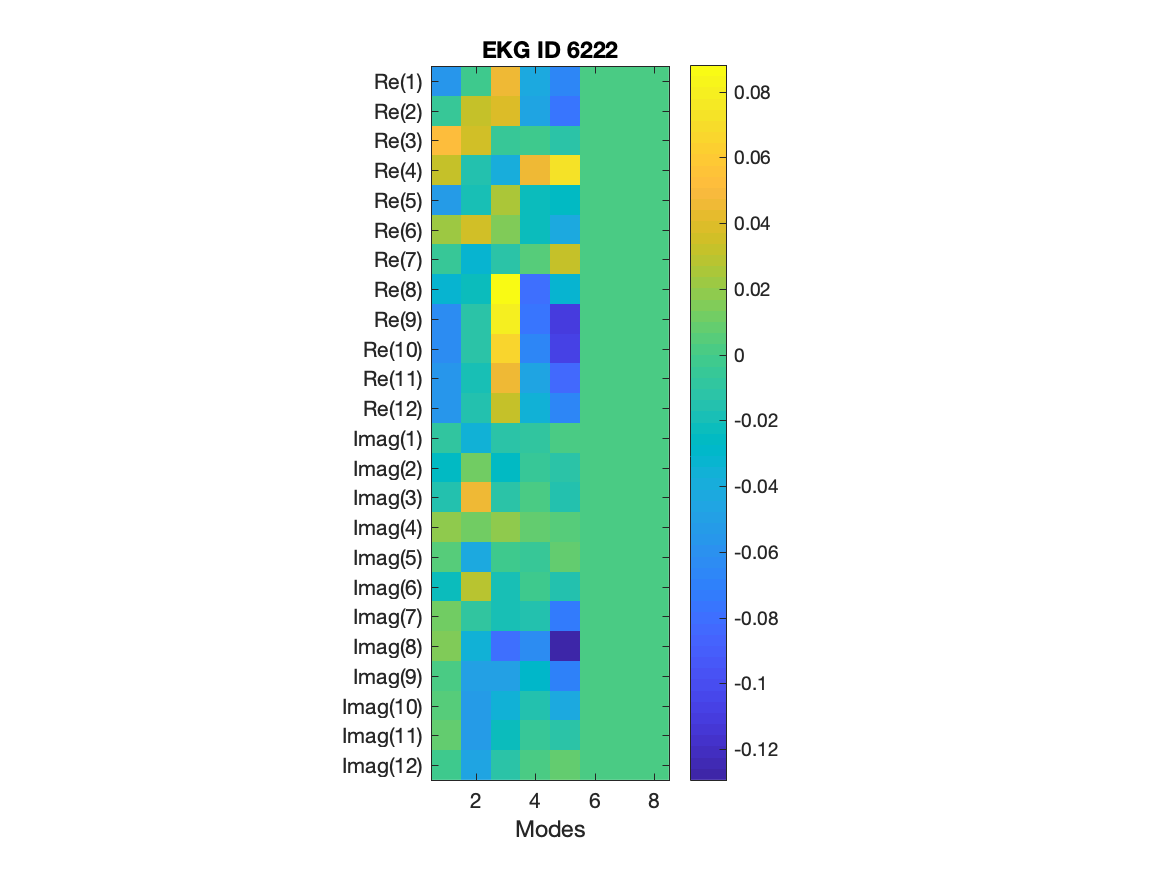 EKG ID 6222
Re(1)
Re(2)
Re(3)
Re(4)
Re(5)
Re(6)
Re(7)
Re(8)
Re(9)
Re(10)
Re(11)
Re(12)
Imag(1)
Imag(2)
Imag(3)
Imag(4)
Imag(5)
Imag(6)
Imag(7)
Imag(8)
Imag(9)
Imag(10)
Imag(11)
Imag(12)
2 4 6 8
Modes
0.08
0.06
0.04
0.02
0
-0.02
-0.04
-0.06
-0.08
-0.1
-0.12